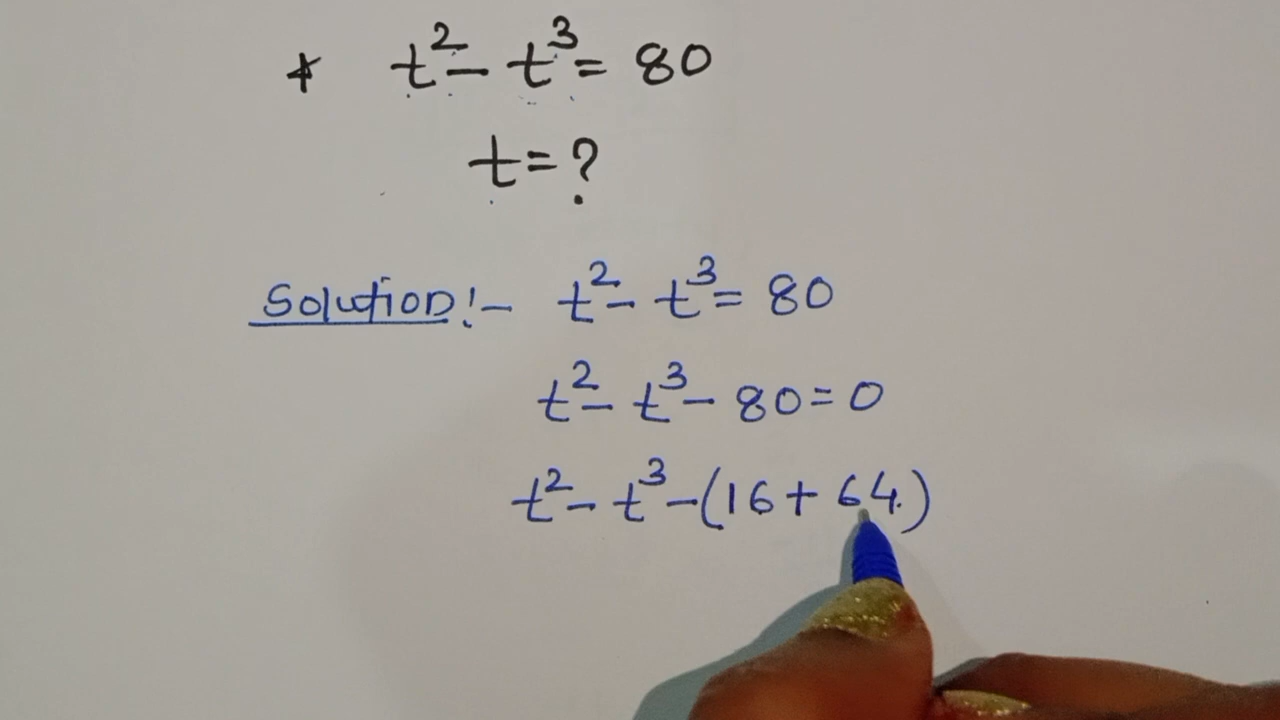 * t² - t³ = 80
t = ?
Solution :- t² - t³ = 80
t² - t³ - 80 = 0
t² - t³ - (16 + 64)